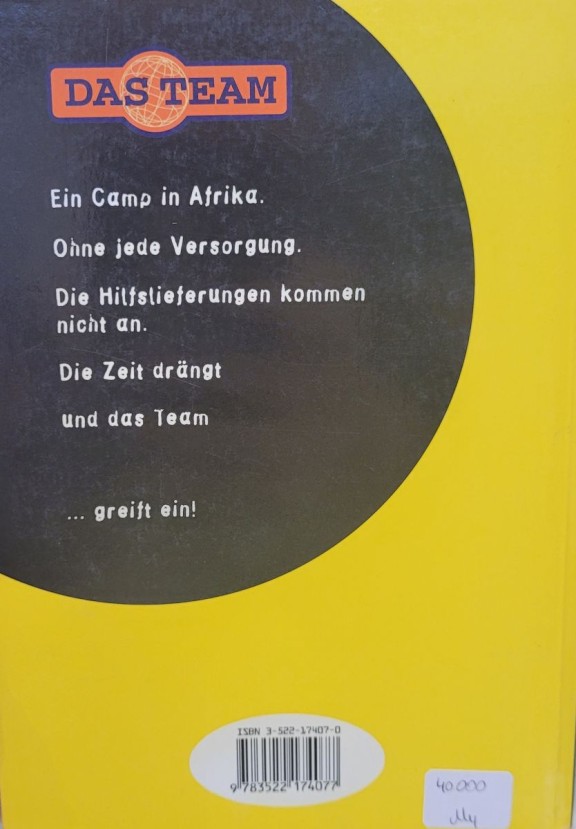 DAS TEAM
Ein Camp in Afrika.
Ohne jede Versorgung.
Die Hilfslieferungen kommen
nicht an.
Die Zeit drängt
und das Team
... greift ein!
ISBN 3-522-17407-0
9 783522 174077
40000